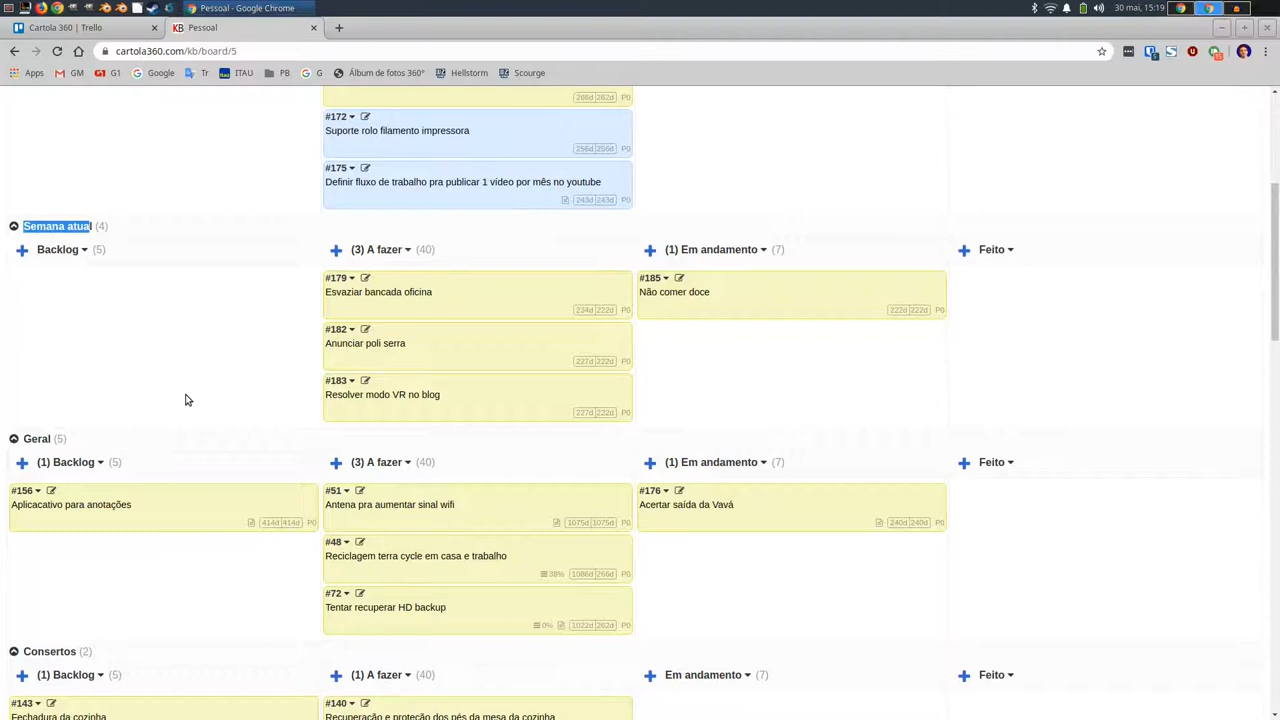 Pessoal - Google Chrome
30 mai, 15:19
Cartola 360 | Trello
KB Pessoal
cartola360.com/kb/board/5
Apps GM G1 Google Tr ITAU PB G Álbum de fotos 360° Hellstorm Scourge
266d 262d P0
#172
Suporte rolo filamento impressora
256d 256d P0
#175
Definir fluxo de trabalho pra publicar 1 vídeo por mês no youtube
243d 243d P0
Semana atual (4)
Backlog (5) (3) A fazer (40) (1) Em andamento (7) Feito
#179
Esvaziar bancada oficina
234d 222d P0
#185
Não comer doce
222d 222d P0
#182
Anunciar poli serra
227d 222d P0
#183
Resolver modo VR no blog
227d 222d P0
Geral (5)
(1) Backlog (5) (3) A fazer (40) (1) Em andamento (7) Feito
#156
Aplicacativo para anotações
414d 414d P0
#51
Antena pra aumentar sinal wifi
1075d 1075d P0
#176
Acertar saída da Vavá
240d 240d P0
#48
Reciclagem terra cycle em casa e trabalho
38% 1086d 266d P0
#72
Tentar recuperar HD backup
0% 1022d 262d P0
Consertos (2)
(1) Backlog (5) (1) A fazer (40) Em andamento (7) Feito
#143
Fechadura da cozinha
#140
Recuperação e proteção dos pés da mesa da cozinha